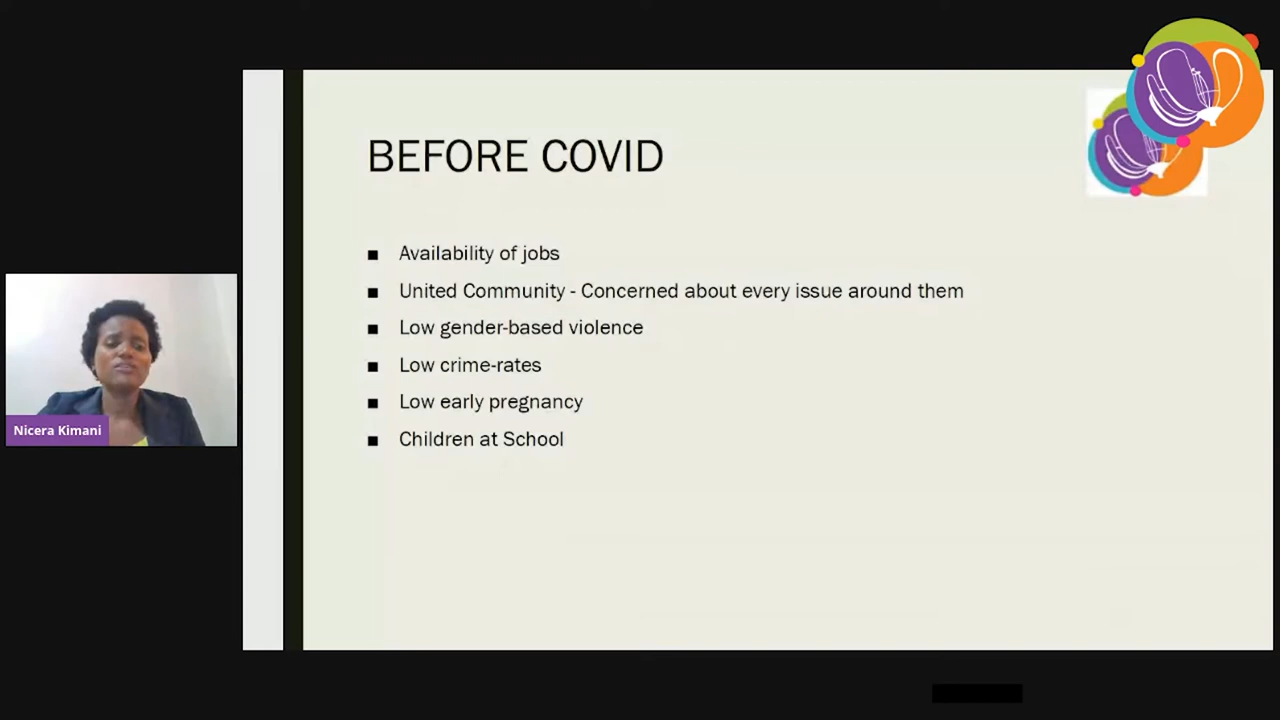 BEFORE COVID
Availability of jobs
United Community - Concerned about every issue around them
Low gender-based violence
Low crime-rates
Low early pregnancy
Children at School
Nicera Kimani